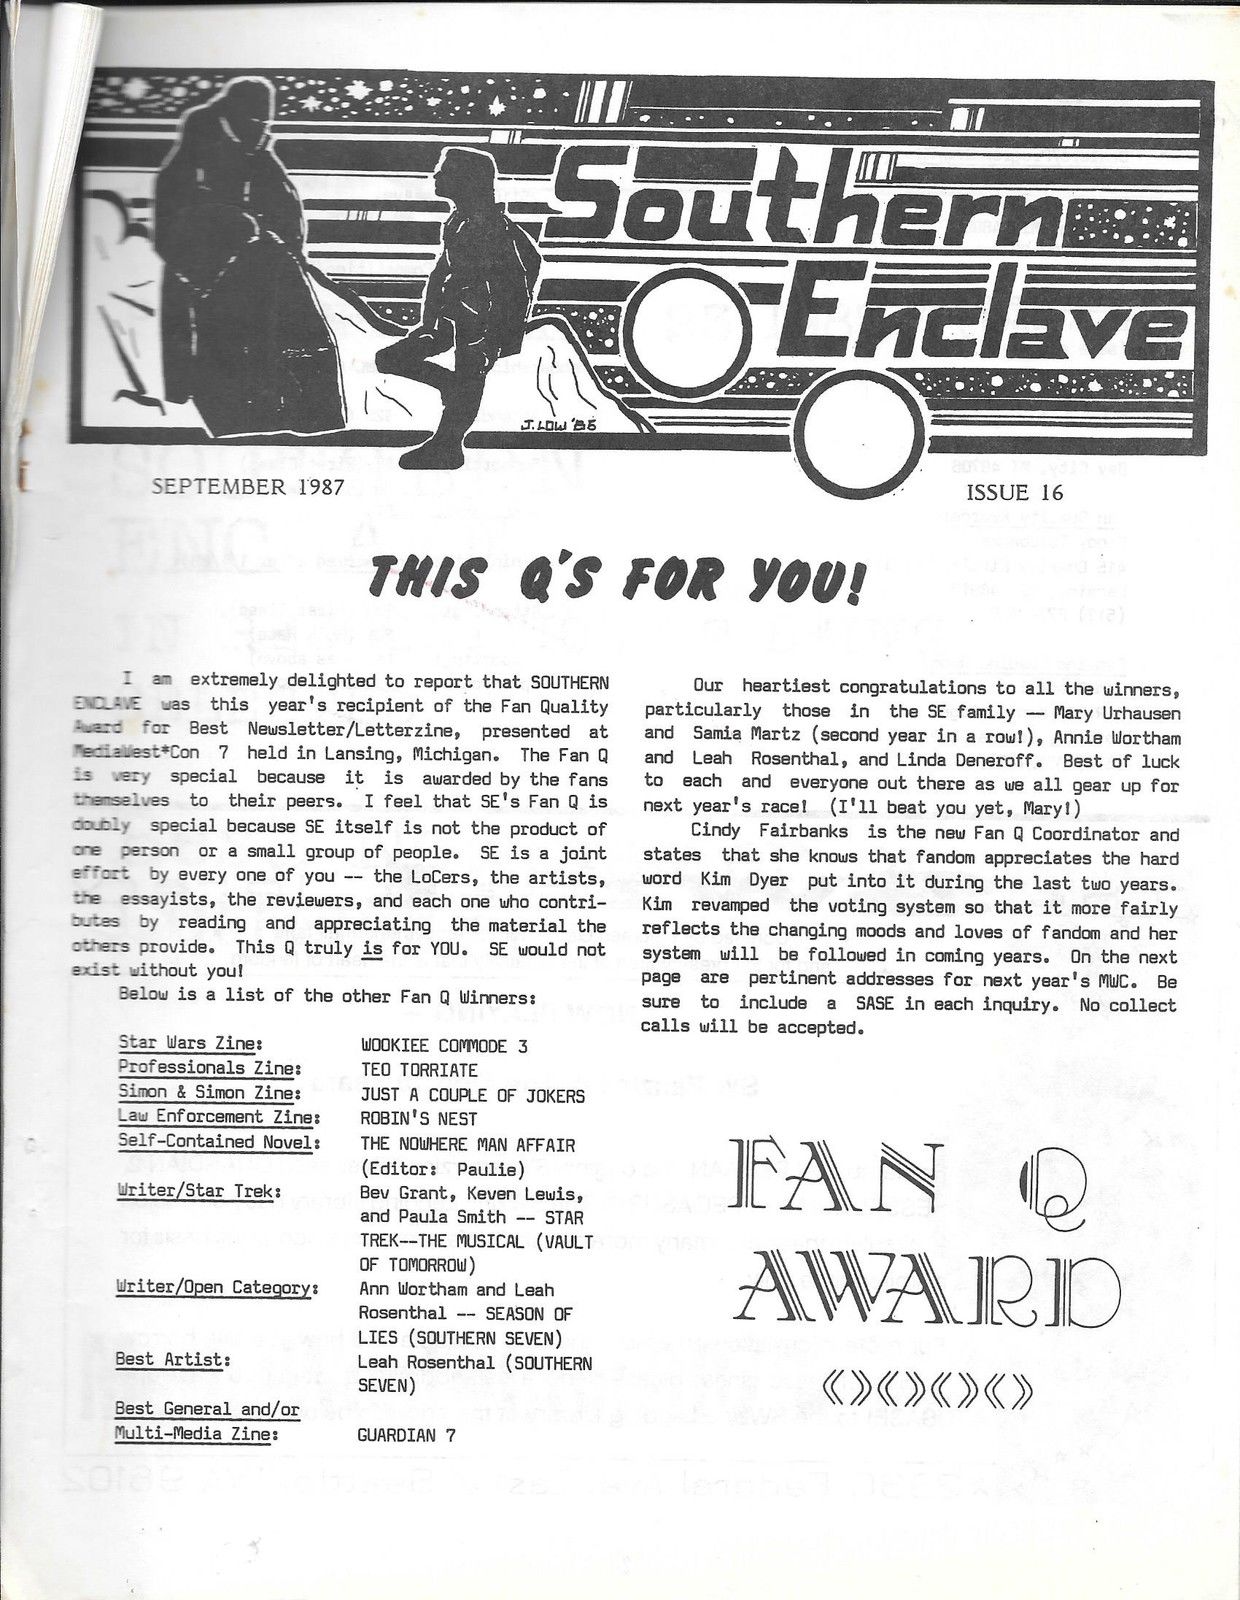 Southern
Enclave
J. LOW '86
SEPTEMBER 1987
ISSUE 16
THIS Q'S FOR YOU!
I am extremely delighted to report that SOUTHERN
ENCLAVE was this year's recipient of the Fan Quality
Award for Best Newsletter/Letterzine, presented at
MediaWest*Con 7 held in Lansing, Michigan. The Fan Q
is very special because it is awarded by the fans
themselves to their peers. I feel that SE's Fan Q is
doubly special because SE itself is not the product of
one person or a small group of people. SE is a joint
effort by every one of you -- the LoCers, the artists,
the essayists, the reviewers, and each one who contri-
butes by reading and appreciating the material the
others provide. This Q truly is for YOU. SE would not
exist without you!
Below is a list of the other Fan Q Winners:
Star Wars Zine: WOOKIEE COMMODE 3
Professionals Zine: TEO TORRIATE
Simon & Simon Zine: JUST A COUPLE OF JOKERS
Law Enforcement Zine: ROBIN'S NEST
Self-Contained Novel: THE NOWHERE MAN AFFAIR
(Editor: Paulie)
Writer/Star Trek: Bev Grant, Keven Lewis,
and Paula Smith -- STAR
TREK--THE MUSICAL (VAULT
OF TOMORROW)
Writer/Open Category: Ann Wortham and Leah
Rosenthal -- SEASON OF
LIES (SOUTHERN SEVEN)
Best Artist: Leah Rosenthal (SOUTHERN
SEVEN)
Best General and/or
Multi-Media Zine: GUARDIAN 7
Our heartiest congratulations to all the winners,
particularly those in the SE family — Mary Urhausen
and Samia Martz (second year in a row!), Annie Wortham
and Leah Rosenthal, and Linda Deneroff. Best of luck
to each and everyone out there as we all gear up for
next year's race! (I'll beat you yet, Mary!)
Cindy Fairbanks is the new Fan Q Coordinator and
states that she knows that fandom appreciates the hard
word Kim Dyer put into it during the last two years.
Kim revamped the voting system so that it more fairly
reflects the changing moods and loves of fandom and her
system will be followed in coming years. On the next
page are pertinent addresses for next year's MWC. Be
sure to include a SASE in each inquiry. No collect
calls will be accepted.
FAN Q
AWARD